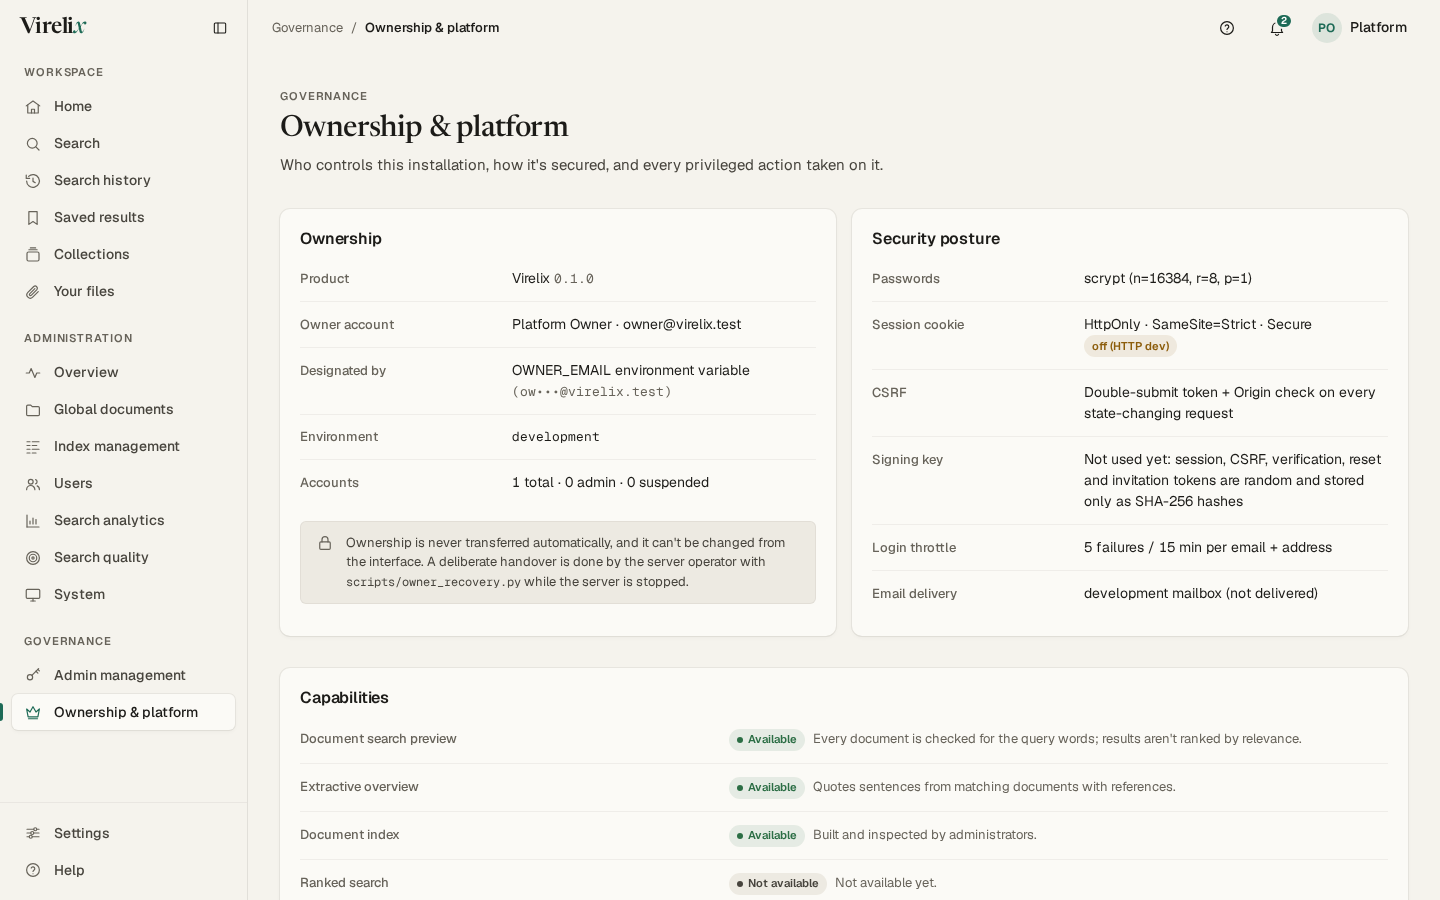 Virelix
WORKSPACE
Home
Search
Search history
Saved results
Collections
Your files
ADMINISTRATION
Overview
Global documents
Index management
Users
Search analytics
Search quality
System
GOVERNANCE
Admin management
Ownership & platform
Settings
Help
Governance / Ownership & platform
2
PO Platform
GOVERNANCE
Ownership & platform
Who controls this installation, how it's secured, and every privileged action taken on it.
Ownership
Product Virelix 0.1.0
Owner account Platform Owner · owner@virelix.test
Designated by OWNER_EMAIL environment variable
(ow···@virelix.test)
Environment development
Accounts 1 total · 0 admin · 0 suspended
Ownership is never transferred automatically, and it can't be changed from
the interface. A deliberate handover is done by the server operator with
scripts/owner_recovery.py while the server is stopped.
Security posture
Passwords scrypt (n=16384, r=8, p=1)
Session cookie HttpOnly · SameSite=Strict · Secure
off (HTTP dev)
CSRF Double-submit token + Origin check on every
state-changing request
Signing key Not used yet: session, CSRF, verification, reset
and invitation tokens are random and stored
only as SHA-256 hashes
Login throttle 5 failures / 15 min per email + address
Email delivery development mailbox (not delivered)
Capabilities
Document search preview Available Every document is checked for the query words; results aren't ranked by relevance.
Extractive overview Available Quotes sentences from matching documents with references.
Document index Available Built and inspected by administrators.
Ranked search Not available Not available yet.